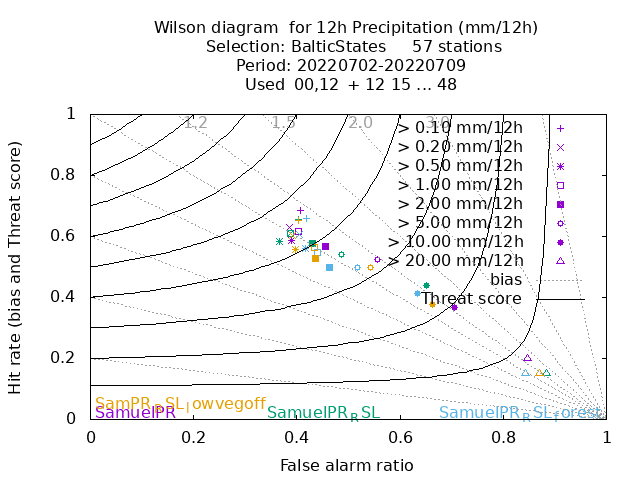 Wilson diagram  for 12h Precipitation (mm/12h)
Selection: BalticStates     57 stations
Period: 20220702-20220709
Used  00,12  + 12 15 ... 48
1.2 1.5 2.0 3.0
> 0.10 mm/12h
> 0.20 mm/12h
> 0.50 mm/12h
> 1.00 mm/12h
> 2.00 mm/12h
> 5.00 mm/12h
> 10.00 mm/12h
> 20.00 mm/12h
bias
Threat score
Hit rate (bias and Threat score)
1
0.8
0.6
0.4
0.2
0
SamPR_RSL_lowvegoff
SamuelPR SamuelPR_RSL SamuelPR_RSL_forest
0 0.2 0.4 0.6 0.8 1
False alarm ratio